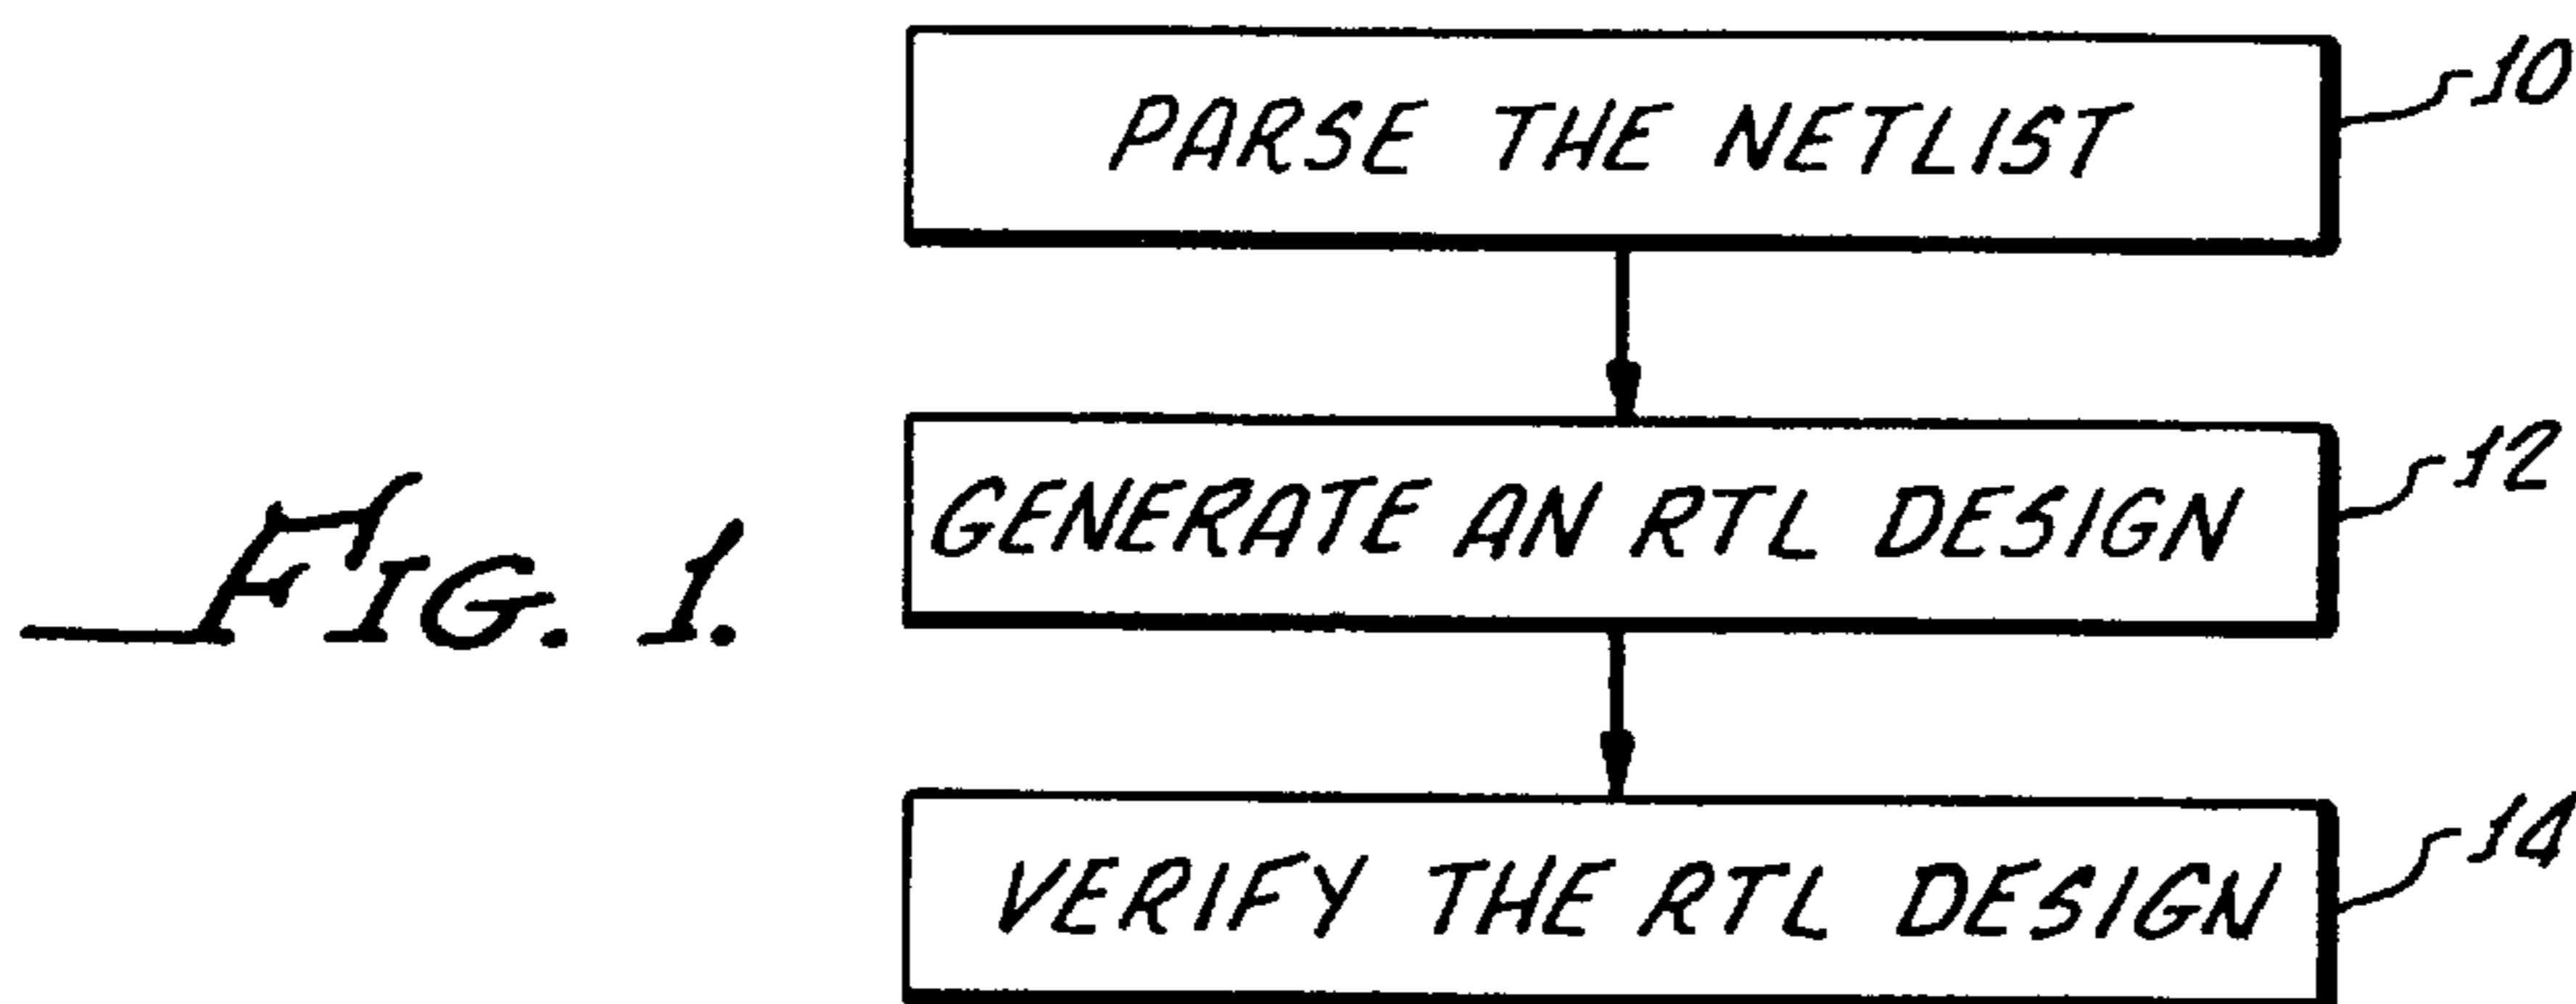 PARSE THE NETLIST
10
GENERATE AN RTL DESIGN
12
FIG. 1.
VERIFY THE RTL DESIGN
14